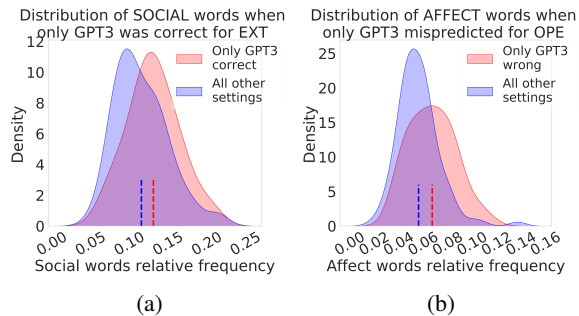 Distribution of SOCIAL words when
only GPT3 was correct for EXT
12
10
8
6
4
2
0
Density
Only GPT3
correct
All other
settings
0.00 0.05 0.10 0.15 0.20 0.25
Social words relative frequency
(a)
Distribution of AFFECT words when
only GPT3 mispredicted for OPE
25
20
15
10
5
0
Density
Only GPT3
wrong
All other
settings
0.00 0.02 0.04 0.06 0.08 0.10 0.12 0.14 0.16
Affect words relative frequency
(b)